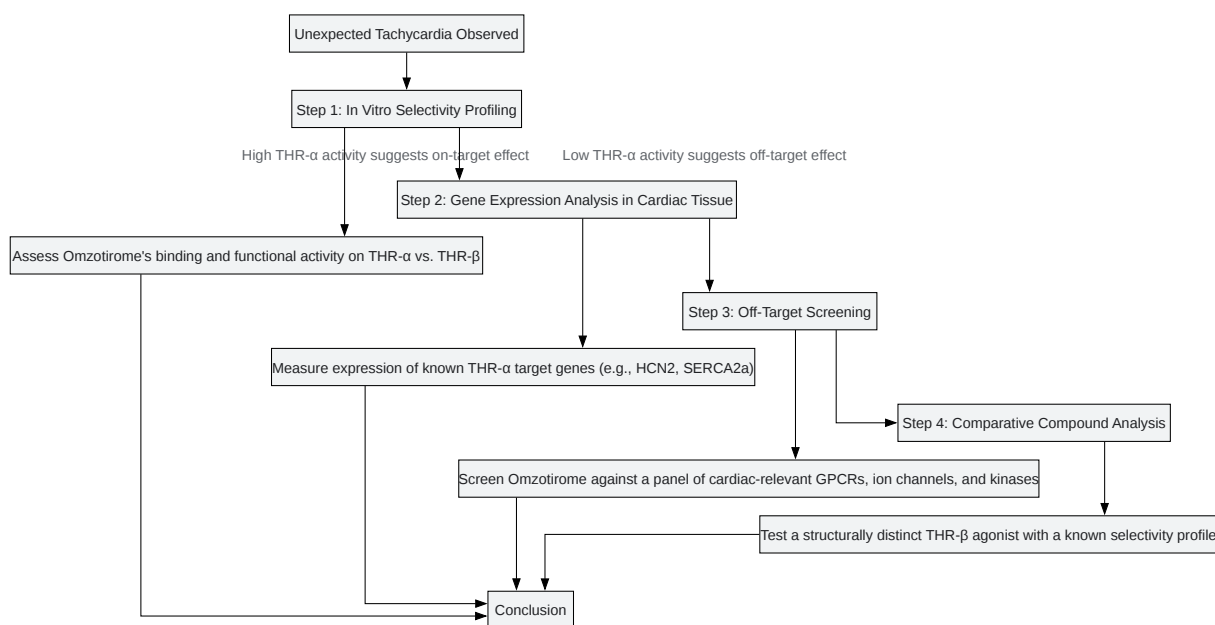 Unexpected Tachycardia Observed
Step 1: In Vitro Selectivity Profiling
High THR-α activity suggests on-target effect
Low THR-α activity suggests off-target effect
Step 2: Gene Expression Analysis in Cardiac Tissue
Assess Omzotirome's binding and functional activity on THR-α vs. THR-β
Step 3: Off-Target Screening
Measure expression of known THR-α target genes (e.g., HCN2, SERCA2a)
Step 4: Comparative Compound Analysis
Screen Omzotirome against a panel of cardiac-relevant GPCRs, ion channels, and kinases
Test a structurally distinct THR-β agonist with a known selectivity profile
Conclusion